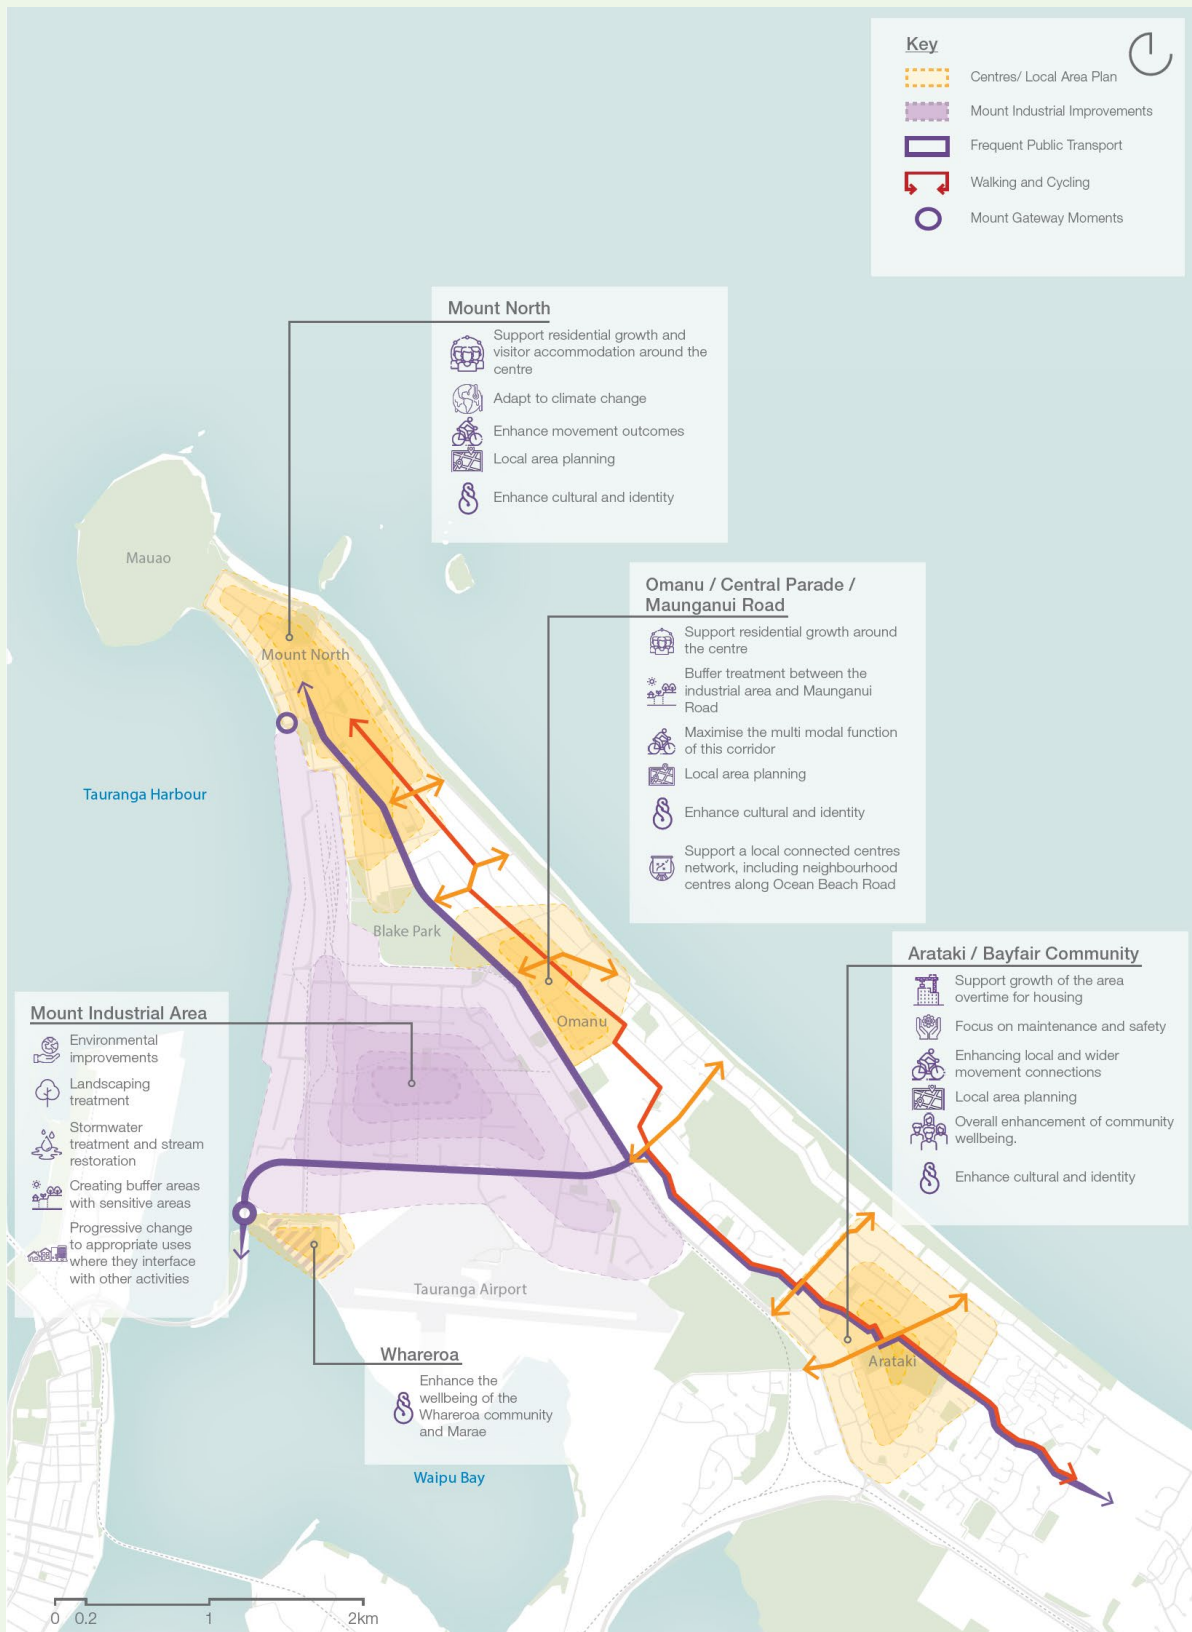 Key
Centres/ Local Area Plan
Mount Industrial Improvements
Frequent Public Transport
Walking and Cycling
Mount Gateway Moments
Mount North
Support residential growth and
visitor accommodation around the
centre
Adapt to climate change
Enhance movement outcomes
Local area planning
Enhance cultural and identity
Mauao
Mount North
Omanu / Central Parade /
Maunganui Road
Support residential growth around
the centre
Buffer treatment between the
industrial area and Maunganui
Road
Maximise the multi modal function
of this corridor
Local area planning
Enhance cultural and identity
Support a local connected centres
network, including neighbourhood
centres along Ocean Beach Road
Tauranga Harbour
Blake Park
Omanu
Arataki / Bayfair Community
Support growth of the area
overtime for housing
Focus on maintenance and safety
Enhancing local and wider
movement connections
Local area planning
Overall enhancement of community
wellbeing.
Enhance cultural and identity
Mount Industrial Area
Environmental
improvements
Landscaping
treatment
Stormwater
treatment and stream
restoration
Creating buffer areas
with sensitive areas
Progressive change
to appropriate uses
where they interface
with other activities
Tauranga Airport
Arataki
Whareroa
Enhance the
wellbeing of the
Whareroa community
and Marae
Waipu Bay
0 0.2 1 2km